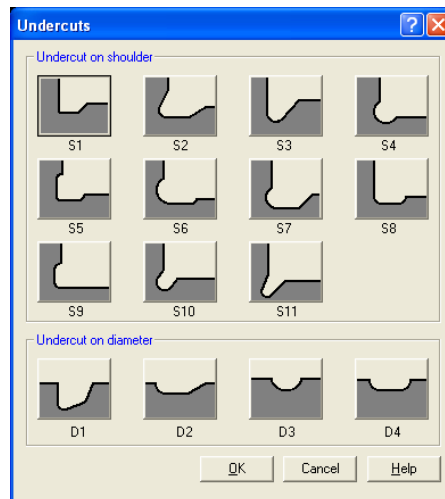 Undercuts
Undercut on shoulder
S1 S2 S3 S4
S5 S6 S7 S8
S9 S10 S11
Undercut on diameter
D1 D2 D3 D4
OK Cancel Help